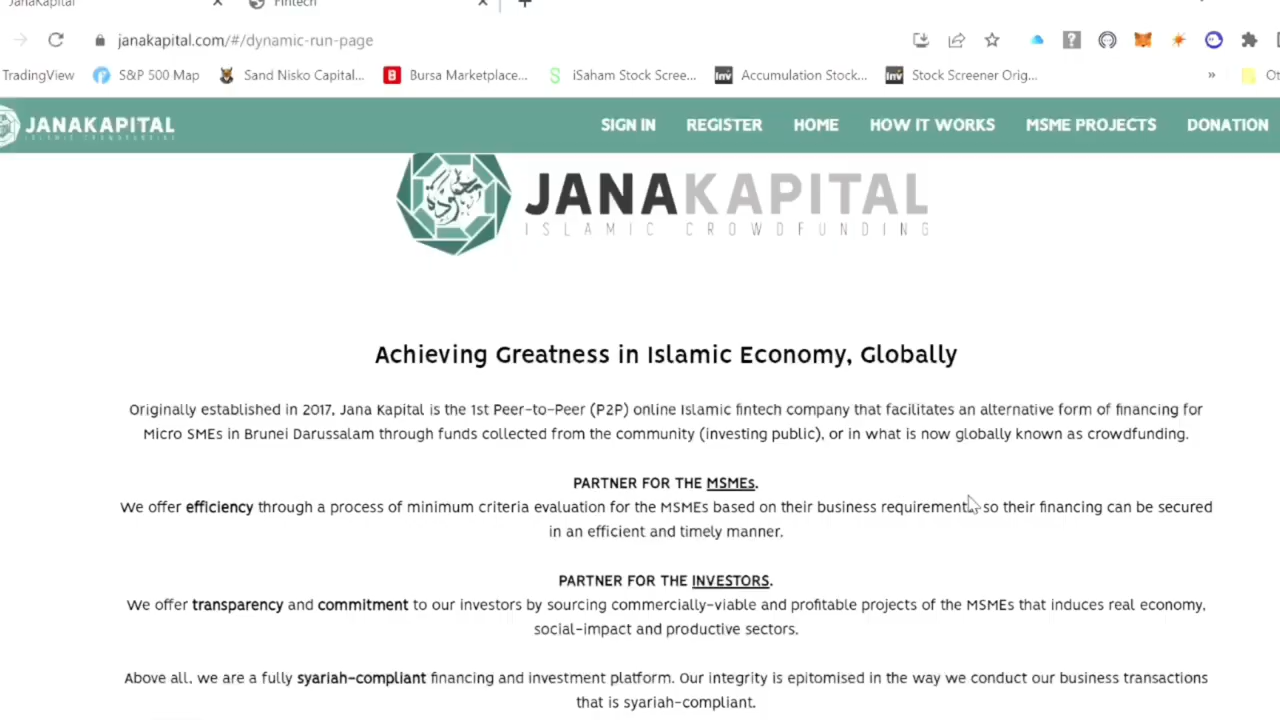 JanaKapital
Fintech
janakapital.com/#/dynamic-run-page
TradingView S&P 500 Map Sand Nisko Capital... Bursa Marketplace... iSaham Stock Scree... Accumulation Stock... Stock Screener Orig... » Ot
JANAKAPITAL SIGN IN REGISTER HOME HOW IT WORKS MSME PROJECTS DONATION
ISLAMIC CROWDFUNDING
JANAKAPITAL
ISLAMIC CROWDFUNDING
Achieving Greatness in Islamic Economy, Globally
Originally established in 2017, Jana Kapital is the 1st Peer-to-Peer (P2P) online Islamic fintech company that facilitates an alternative form of financing for
Micro SMEs in Brunei Darussalam through funds collected from the community (investing public), or in what is now globally known as crowdfunding.
PARTNER FOR THE MSMEs.
We offer efficiency through a process of minimum criteria evaluation for the MSMEs based on their business requirements so their financing can be secured
in an efficient and timely manner.
PARTNER FOR THE INVESTORS.
We offer transparency and commitment to our investors by sourcing commercially-viable and profitable projects of the MSMEs that induces real economy,
social-impact and productive sectors.
Above all, we are a fully syariah-compliant financing and investment platform. Our integrity is epitomised in the way we conduct our business transactions
that is syariah-compliant.